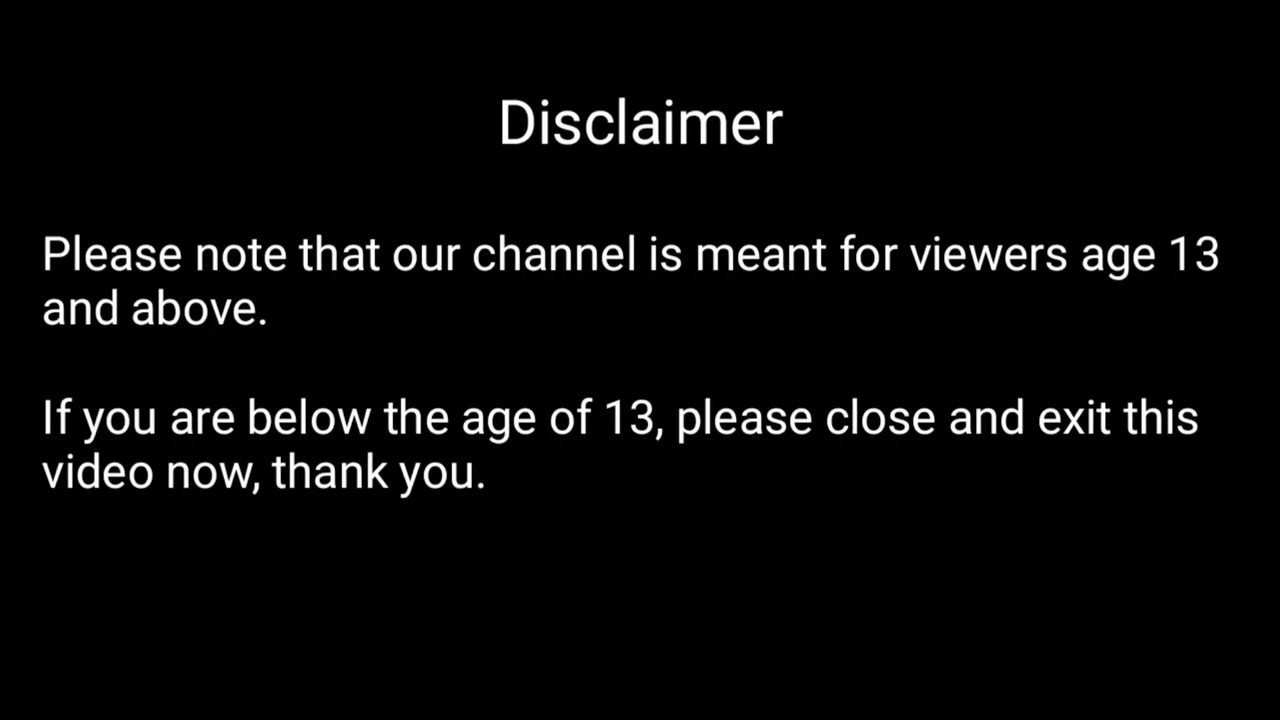 Disclaimer
Please note that our channel is meant for viewers age 13
and above.
If you are below the age of 13, please close and exit this
video now, thank you.